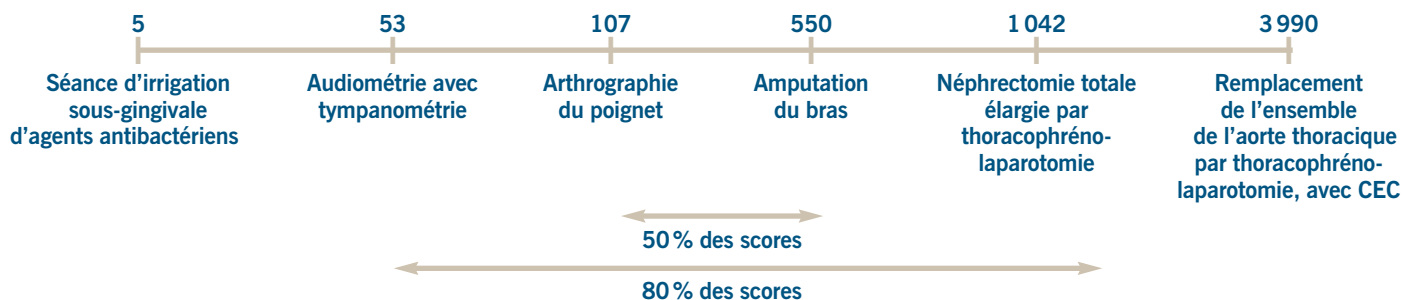 5
53
107
550
1 042
3 990
Séance d’irrigation
sous-gingivale
d’agents antibactériens
Audiométrie avec
tympanométrie
Arthrographie
du poignet
Amputation
du bras
Néphrectomie totale
élargie par
thoracophréno-
laparotomie
Remplacement
de l’ensemble
de l’aorte thoracique
par thoracophréno-
laparotomie, avec CEC
50 % des scores
80 % des scores